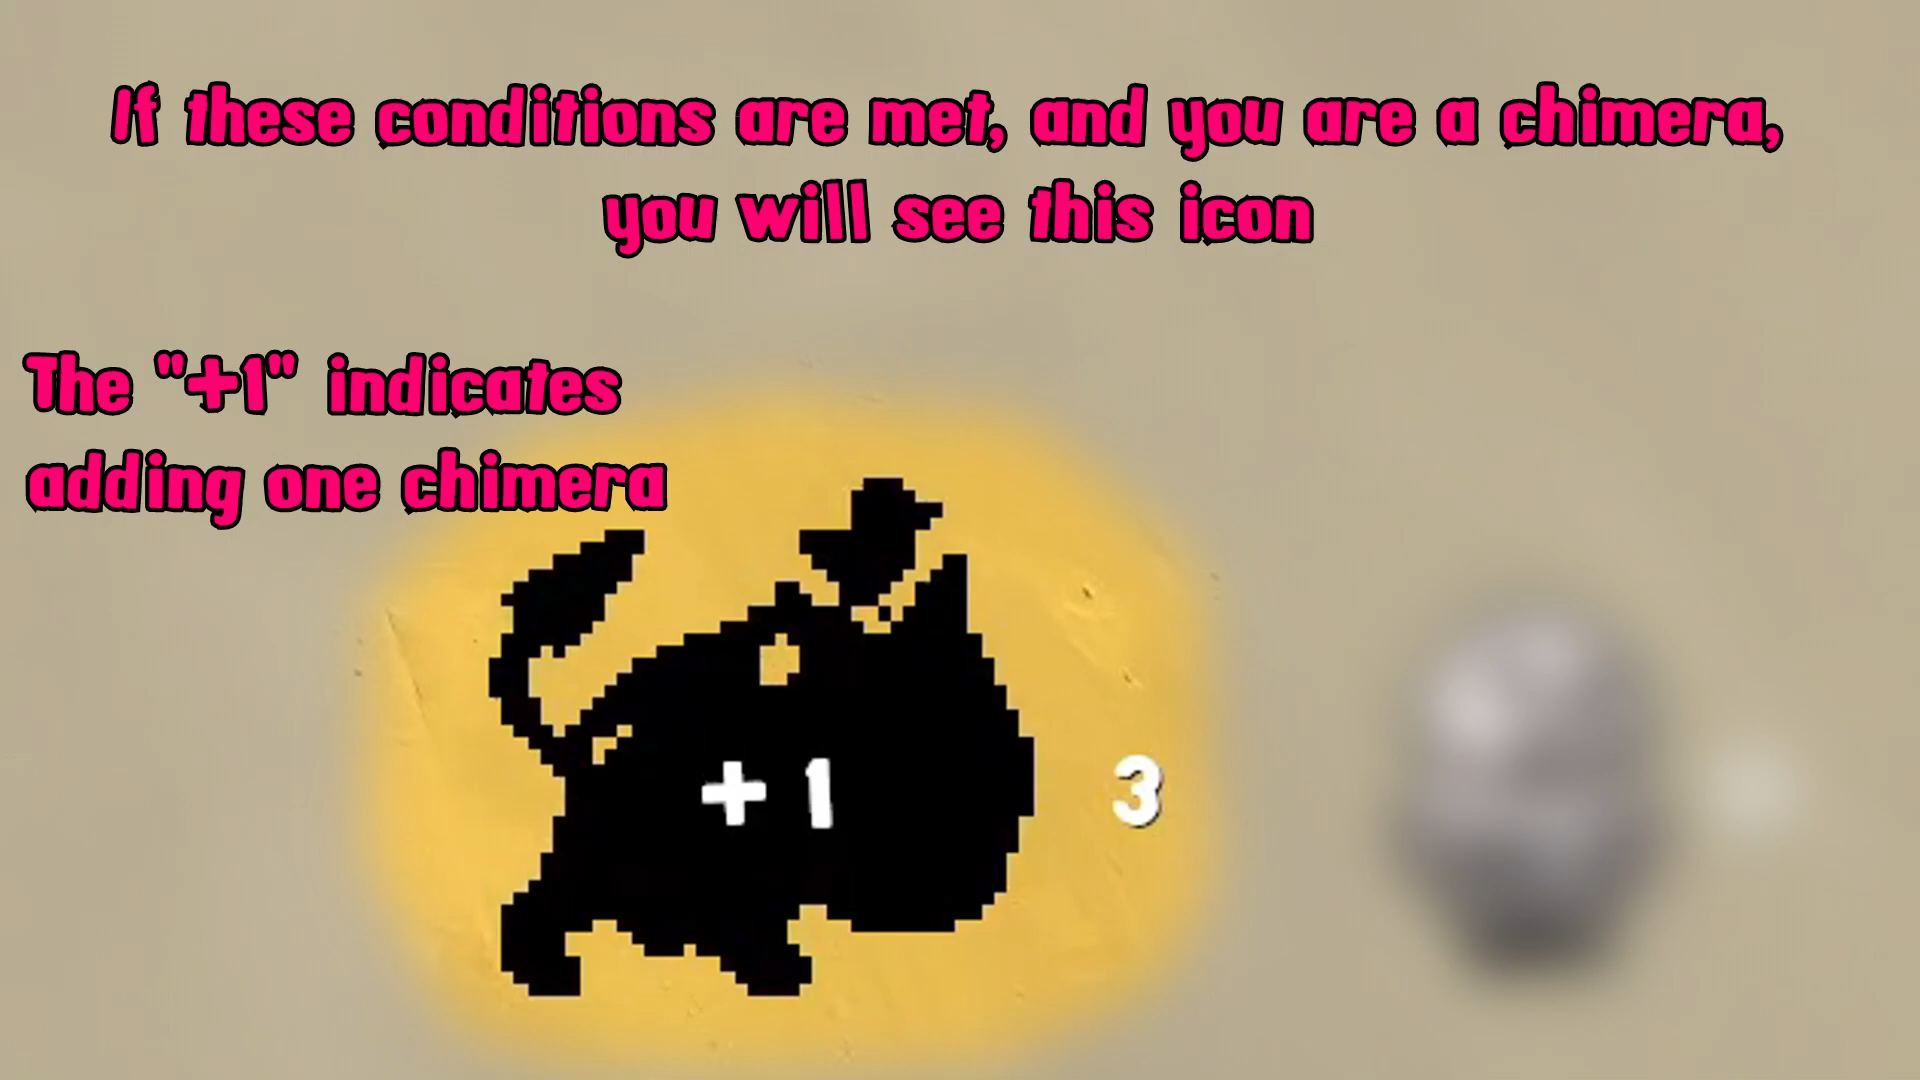 If these conditions are met, and you are a chimera,
you will see this icon
The "+1" indicates
adding one chimera
+1
3